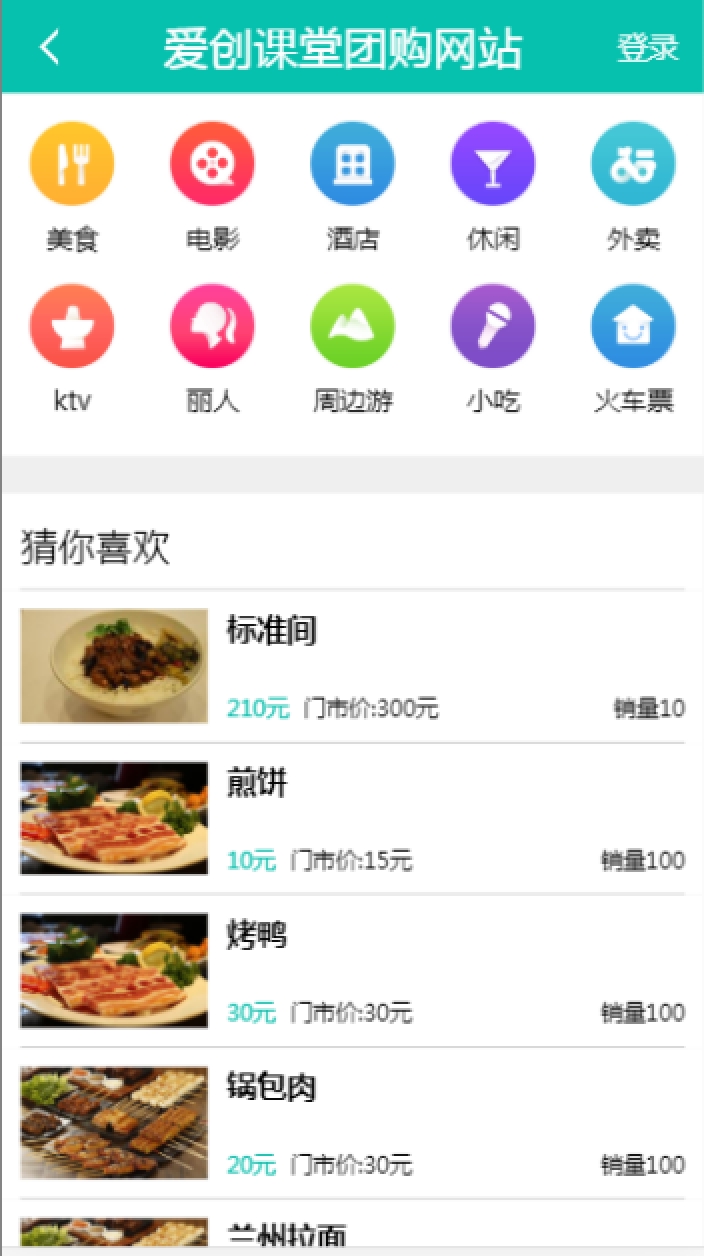 爱创课堂团购网站 登录
美食 电影 酒店 休闲 外卖
ktv 丽人 周边游 小吃 火车票
猜你喜欢
标准间
210元 门市价:300元 销量10
煎饼
10元 门市价:15元 销量100
烤鸭
30元 门市价:30元 销量100
锅包肉
20元 门市价:30元 销量100
兰州拉面